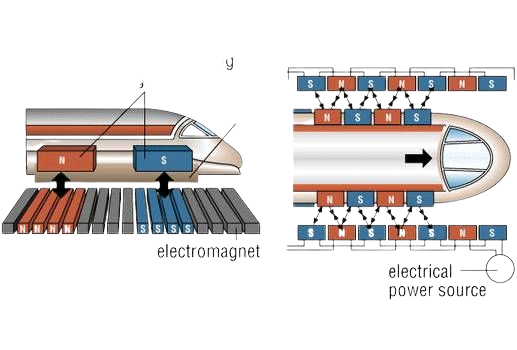 y
S N S N S N S
N S N S
N S
N N N N S S S S
electromagnet
N S N S
S N S N S N S
electrical
power source